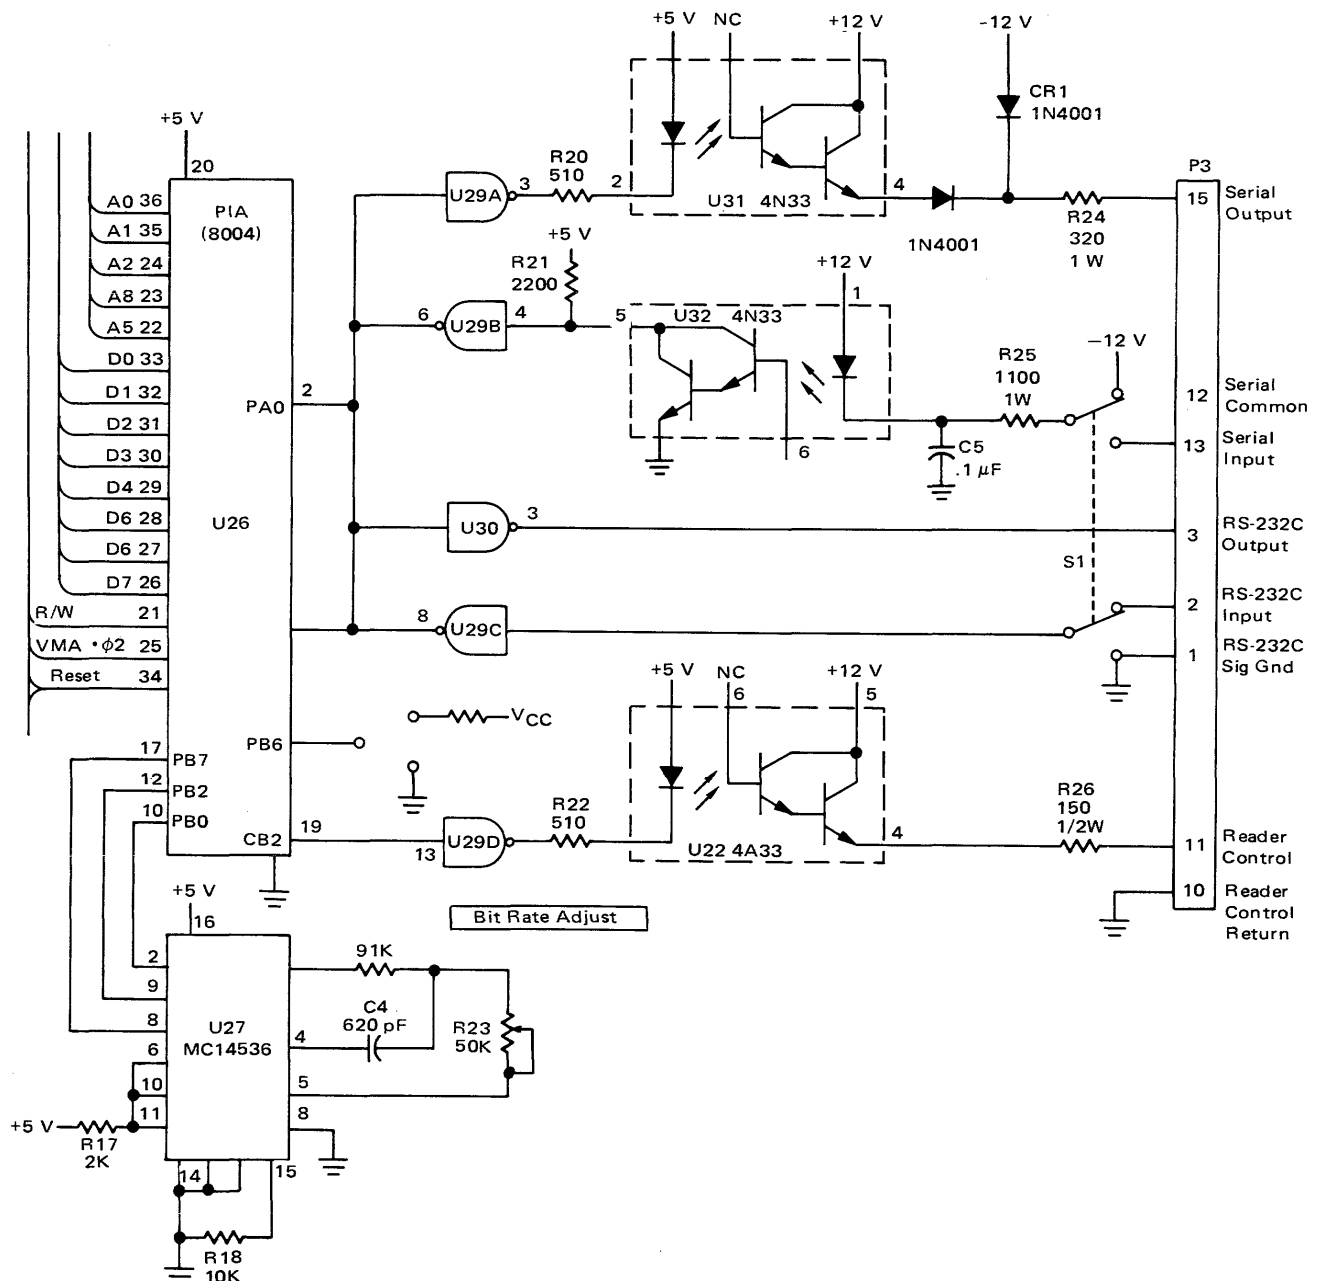 +5 V NC +12 V -12 V
CR1
1N4001
+5 V
20
R20
510
U29A 3 2
U31 4N33
4
1N4001
R24
320
1 W
P3
15 Serial
Output
A0 36
A1 35
A2 24
A8 23
A5 22
D0 33
D1 32
D2 31
D3 30
D4 29
D6 28
D6 27
D7 26
R/W 21
VMA • ϕ2 25
Reset 34
PIA
(8004)
U26
PA0 2
+5 V
R21
2200
6 U29B 4 5
U32 4N33
+12 V
1
6
R25
1100
1W
C5
.1 μF
−12 V
12 Serial
Common
13 Serial
Input
U30 3
3 RS-232C
Output
S1
8 U29C
2 RS-232C
Input
1 RS-232C
Sig Gnd
+5 V NC +12 V
6 5
VCC
PB6
17 PB7
12 PB2
10 PB0
CB2 19
13 U29D
R22
510
U22 4A33
4
R26
150
1/2W
11 Reader
Control
10 Reader
Control
Return
Bit Rate Adjust
+5 V
16
2
9
8
6
10
11
U27
MC14536
91K
C4
620 pF
4
R23
50K
5
8
+5 V
R17
2K
14 15
R18
10K